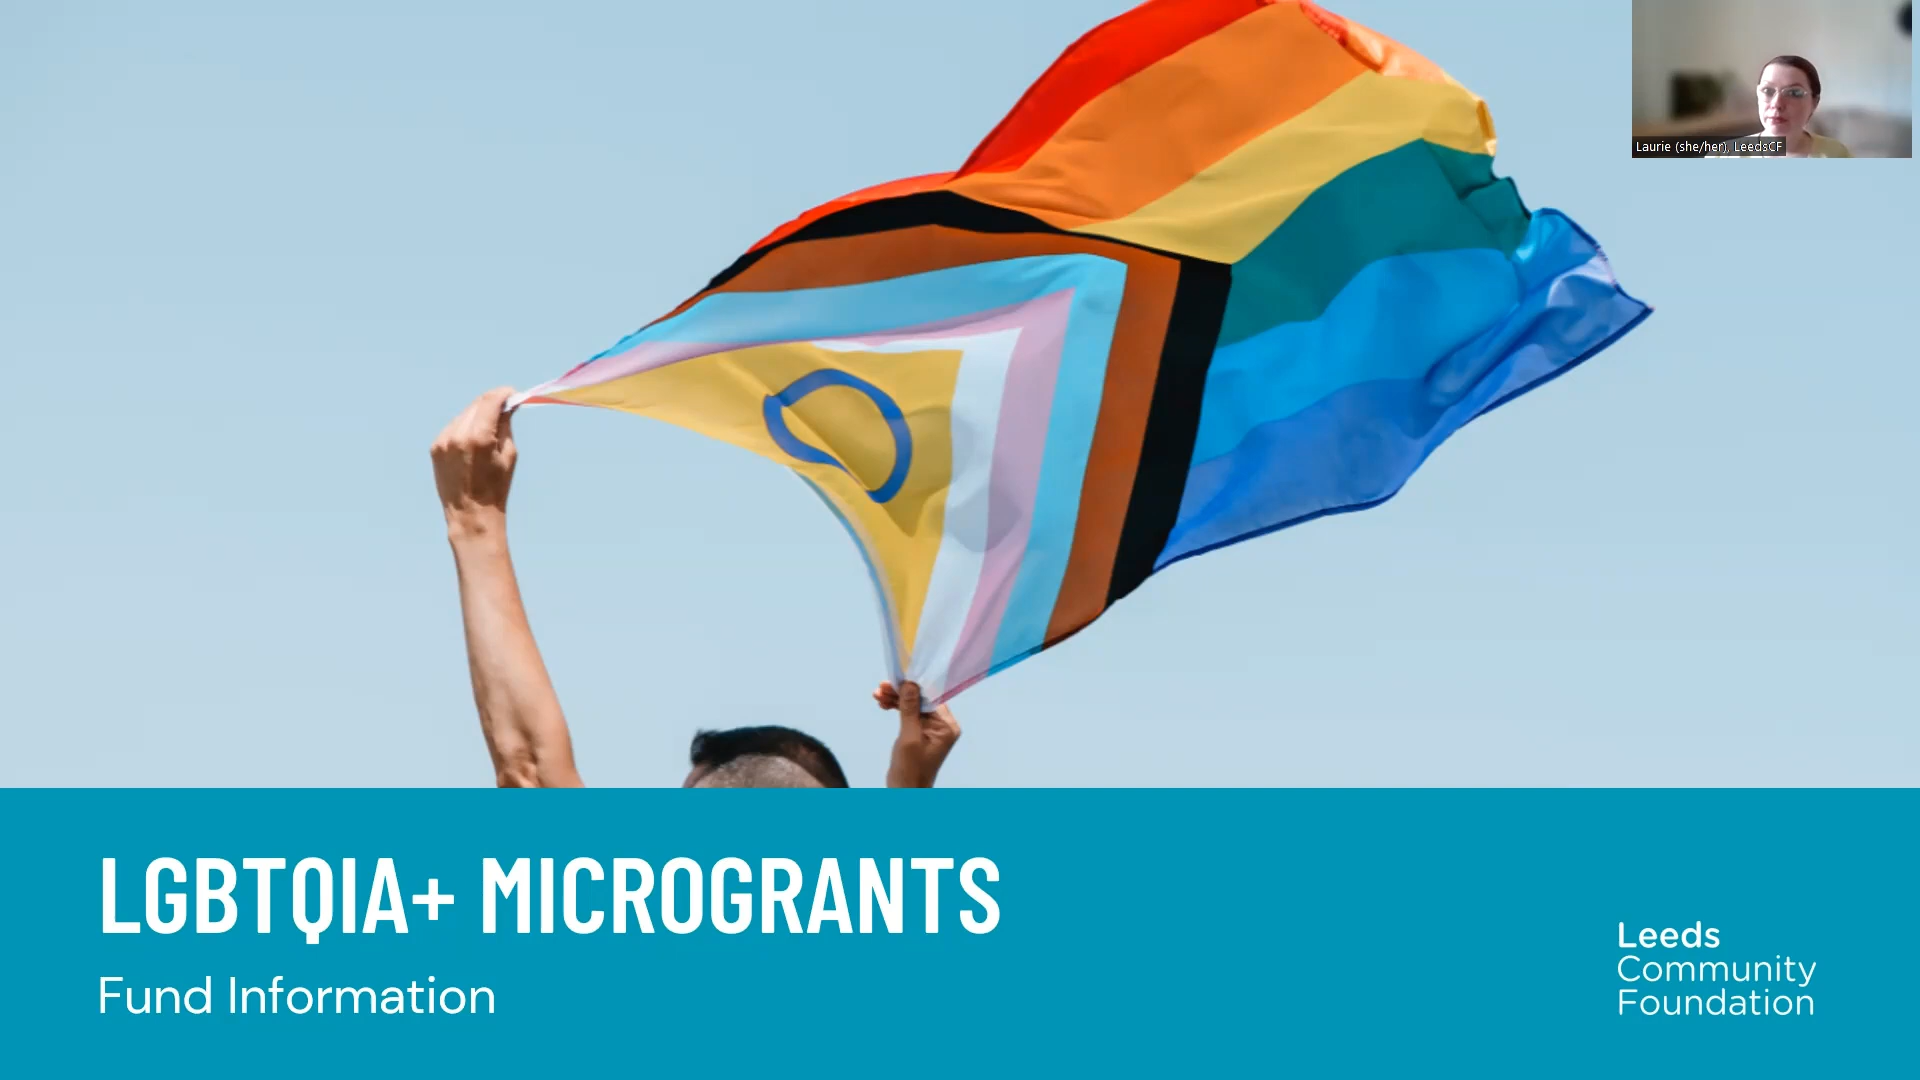 Laurie (she/her), LeedsCF
LGBTQIA+ MICROGRANTS
Fund Information
Leeds
Community
Foundation